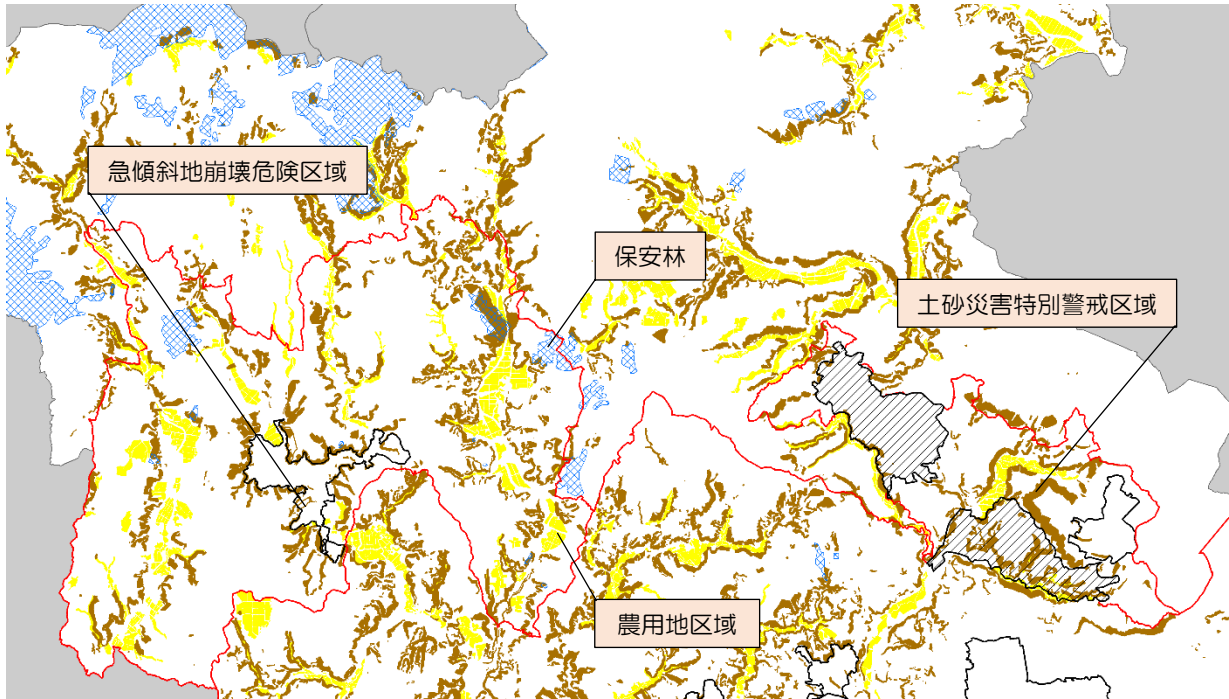 急傾斜地崩壊危険区域
保安林
土砂災害特別警戒区域
農用地区域